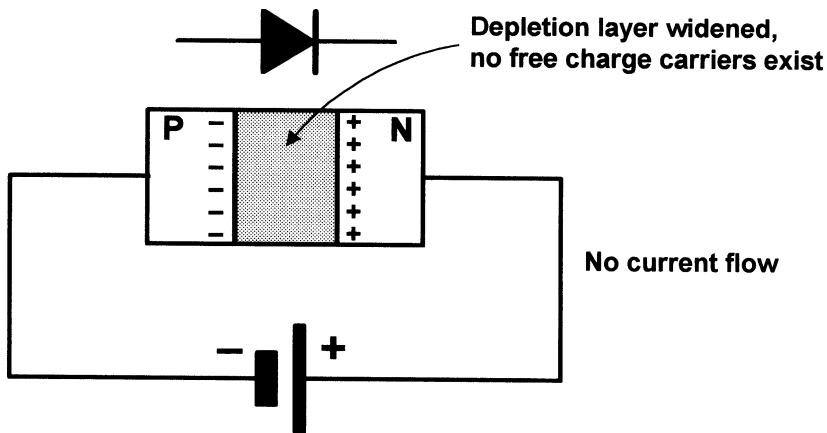 Depletion layer widened,
no free charge carriers exist
P
N
−
+
−
+
−
+
−
+
−
+
−
+
No current flow
− +